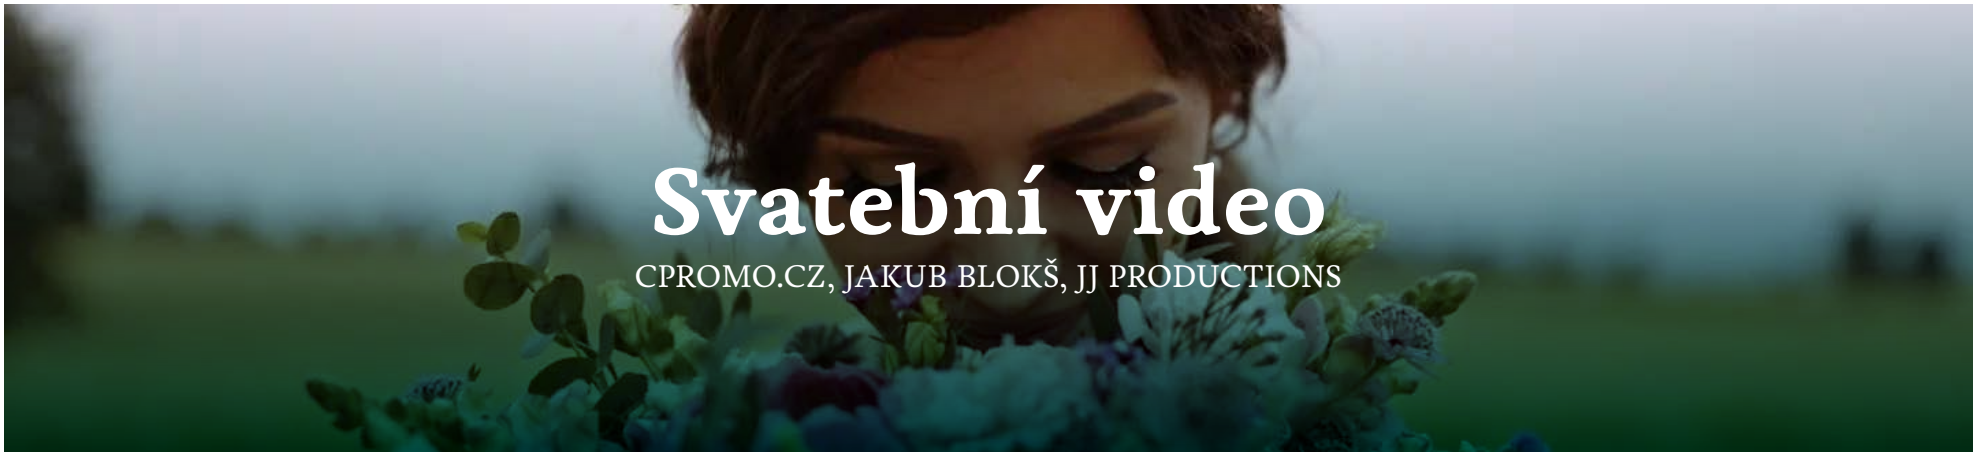 Svatební video
CPROMO.CZ, JAKUB BLOKŠ, JJ PRODUCTIONS